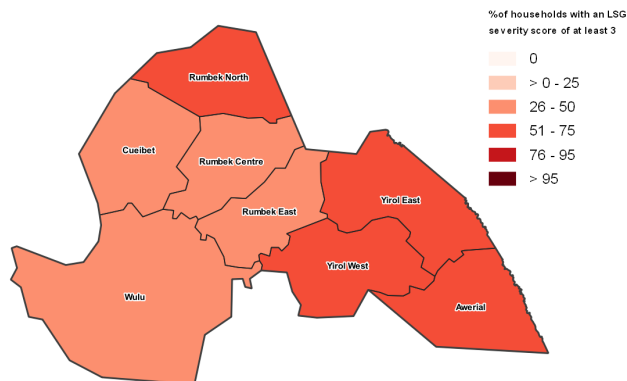 %of households with an LSG
severity score of at least 3
0
> 0 - 25
26 - 50
51 - 75
76 - 95
> 95
Rumbek North
Cueibet
Rumbek Centre
Rumbek East
Yirol East
Yirol West
Wulu
Awerial